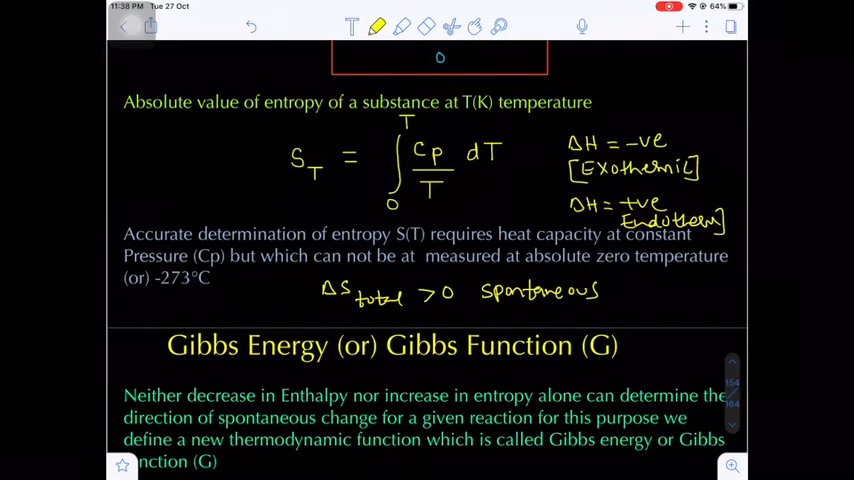 11:38 PM Tue 27 Oct
64%
0
Absolute value of entropy of a substance at T(K) temperature
S_T = ∫₀ᵀ Cp/T dT
ΔH = -ve
[Exothermic]
ΔH = +ve
Endotherm]
Accurate determination of entropy S(T) requires heat capacity at constant
Pressure (Cp) but which can not be at measured at absolute zero temperature
(or) -273°C
ΔS total > 0 spontaneous
Gibbs Energy (or) Gibbs Function (G)
Neither decrease in Enthalpy nor increase in entropy alone can determine the
direction of spontaneous change for a given reaction for this purpose we
define a new thermodynamic function which is called Gibbs energy or Gibbs
unction (G)
154
164